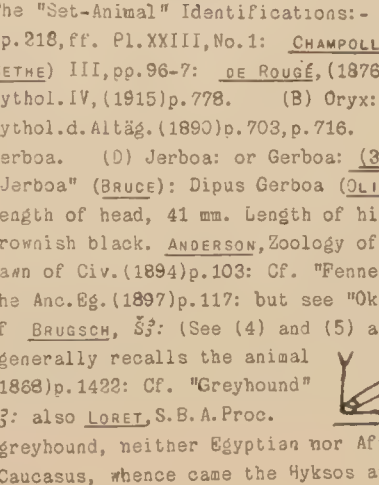 he "Set-Animal" Identifications:-
p.218,ff. Pl.XXIII,No.1: CHAMPOLL
ETHE) III,pp.96-7: DE ROUGÉ,(1876
ythol.IV,(1915)p.778. (B) Oryx:
ythol.d.Altäg.(1890)p.703,p.716.
erboa. (D) Jerboa: or Gerboa: (3
Jerboa" (BRUCE): Dipus Gerboa (OLI
ength of head, 41 mm. Length of hi
rownish black. ANDERSON,Zoology of
awn of Civ.(1894)p.103: Cf. "Fenne
he Anc.Eg.(1897)p.117: but see "Ok
f BRUGSCH, Šꜣ: (See (4) and (5) a
generally recalls the animal
1868)p.1422: Cf. "Greyhound"
ꜣ: also LORET,S.B.A.Proc.
greyhound, neither Egyptian nor Af
Caucasus, whence came the Hyksos a